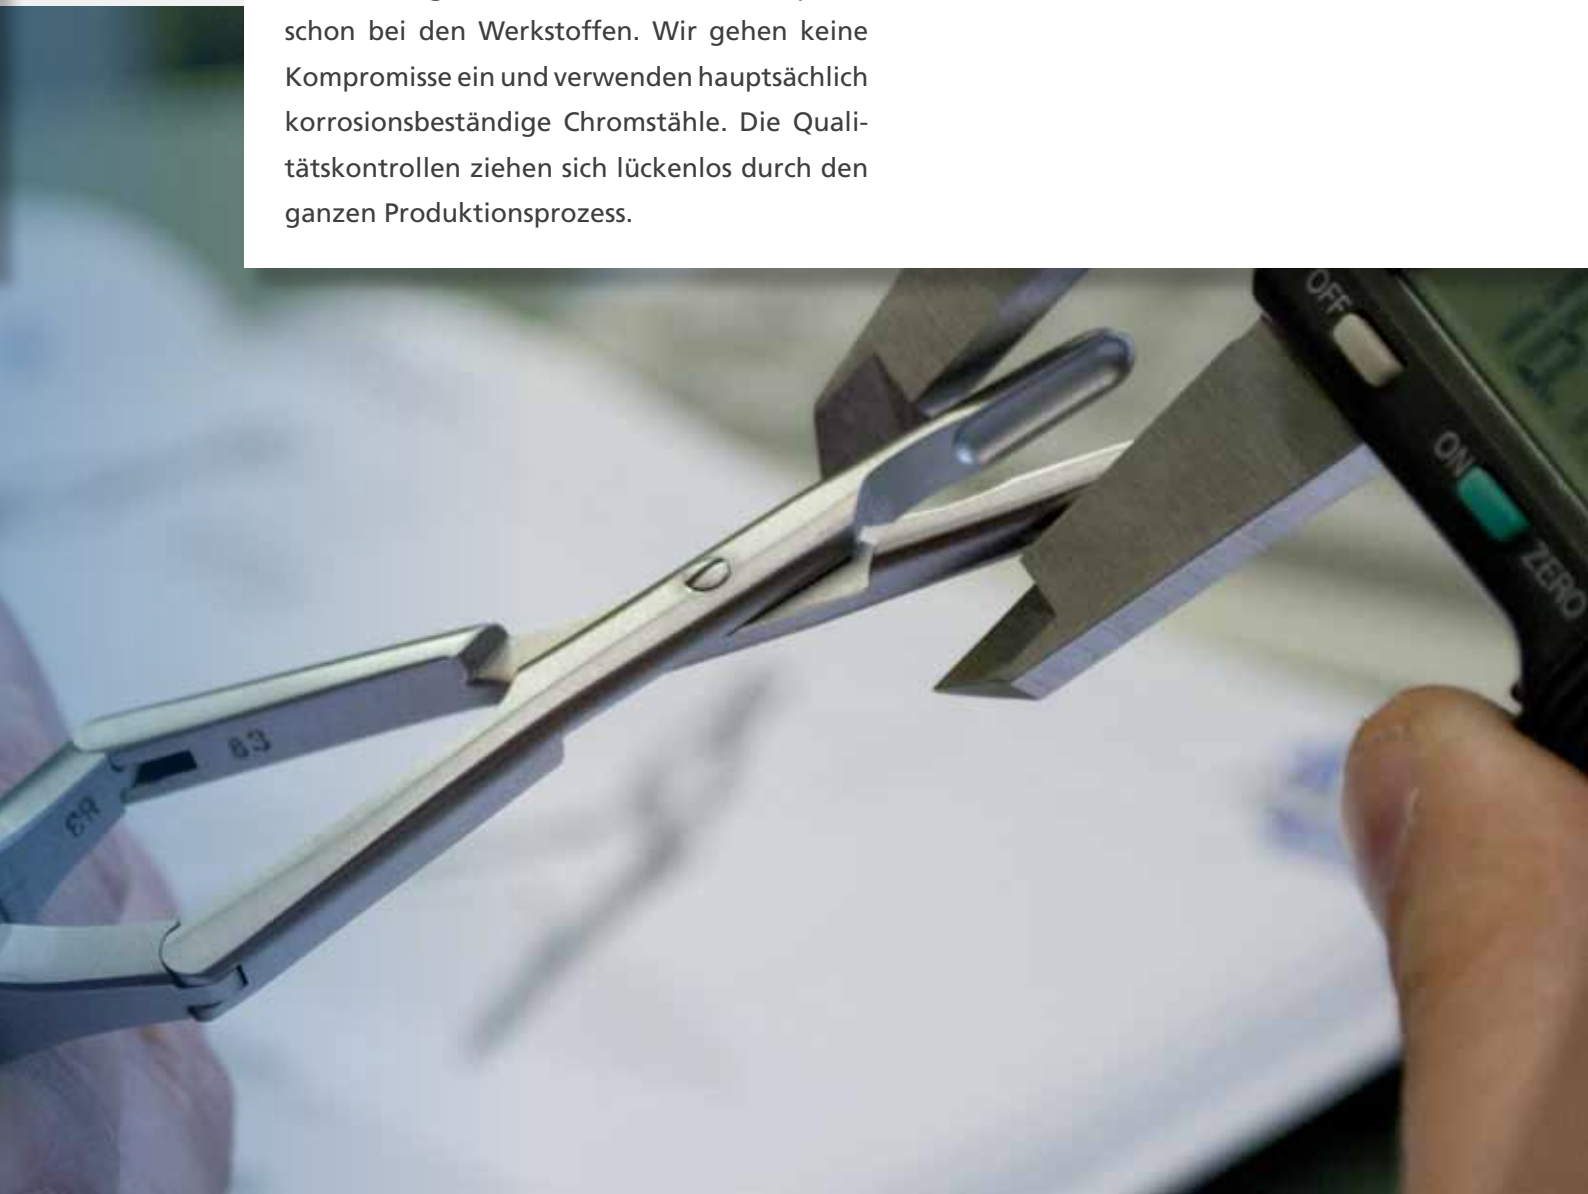 schon bei den Werkstoffen. Wir gehen keine
Kompromisse ein und verwenden hauptsächlich
korrosionsbeständige Chromstähle. Die Quali-
tätskontrollen ziehen sich lückenlos durch den
ganzen Produktionsprozess.
OFF
ON
ZERO
83